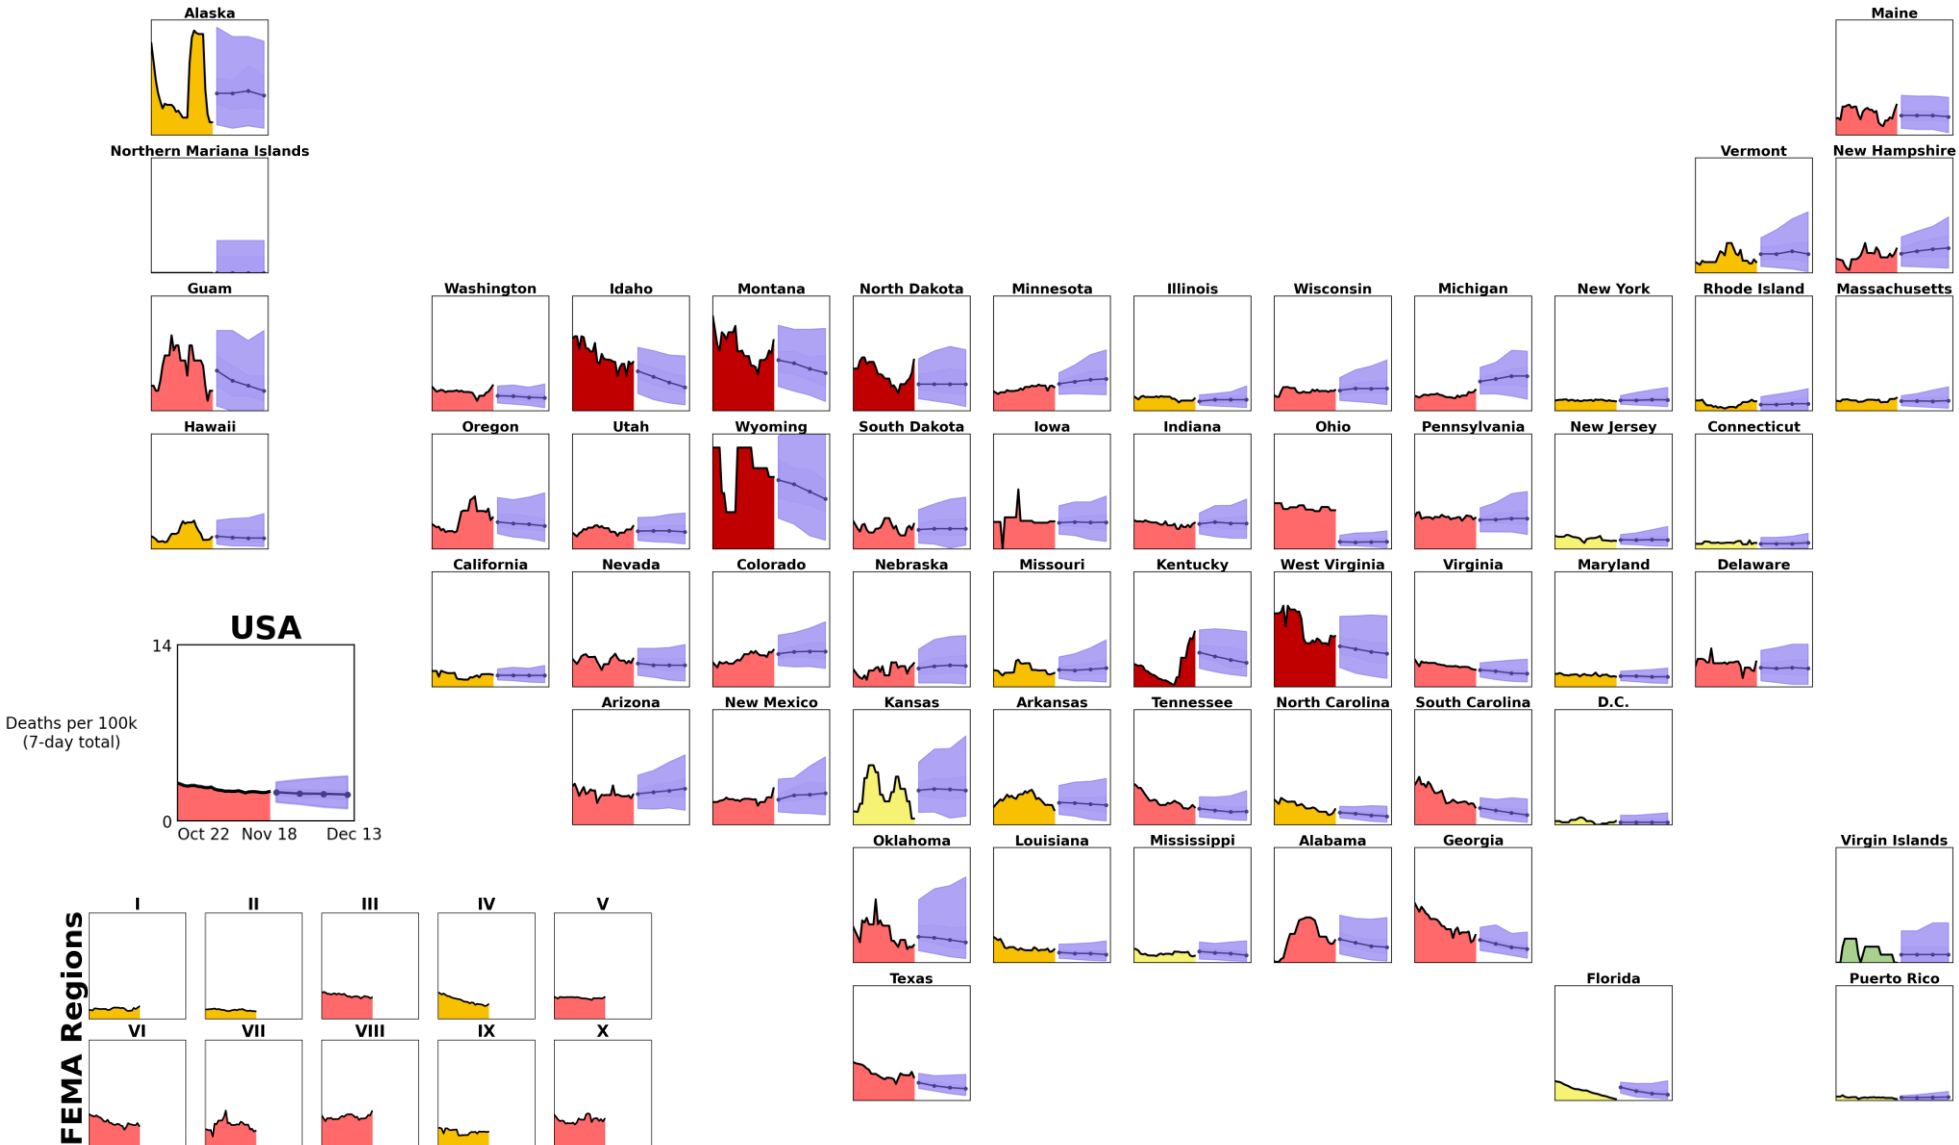 Alaska
Maine
Northern Mariana Islands
Vermont
New Hampshire
Guam
Washington
Idaho
Montana
North Dakota
Minnesota
Illinois
Wisconsin
Michigan
New York
Rhode Island
Massachusetts
Hawaii
Oregon
Utah
Wyoming
South Dakota
Iowa
Indiana
Ohio
Pennsylvania
New Jersey
Connecticut
California
Nevada
Colorado
Nebraska
Missouri
Kentucky
West Virginia
Virginia
Maryland
Delaware
USA
14
Deaths per 100k
(7-day total)
0
Oct 22
Nov 18
Dec 13
Arizona
New Mexico
Kansas
Arkansas
Tennessee
North Carolina
South Carolina
D.C.
Oklahoma
Louisiana
Mississippi
Alabama
Georgia
Virgin Islands
Texas
Florida
Puerto Rico
FEMA Regions
I
II
III
IV
V
VI
VII
VIII
IX
X